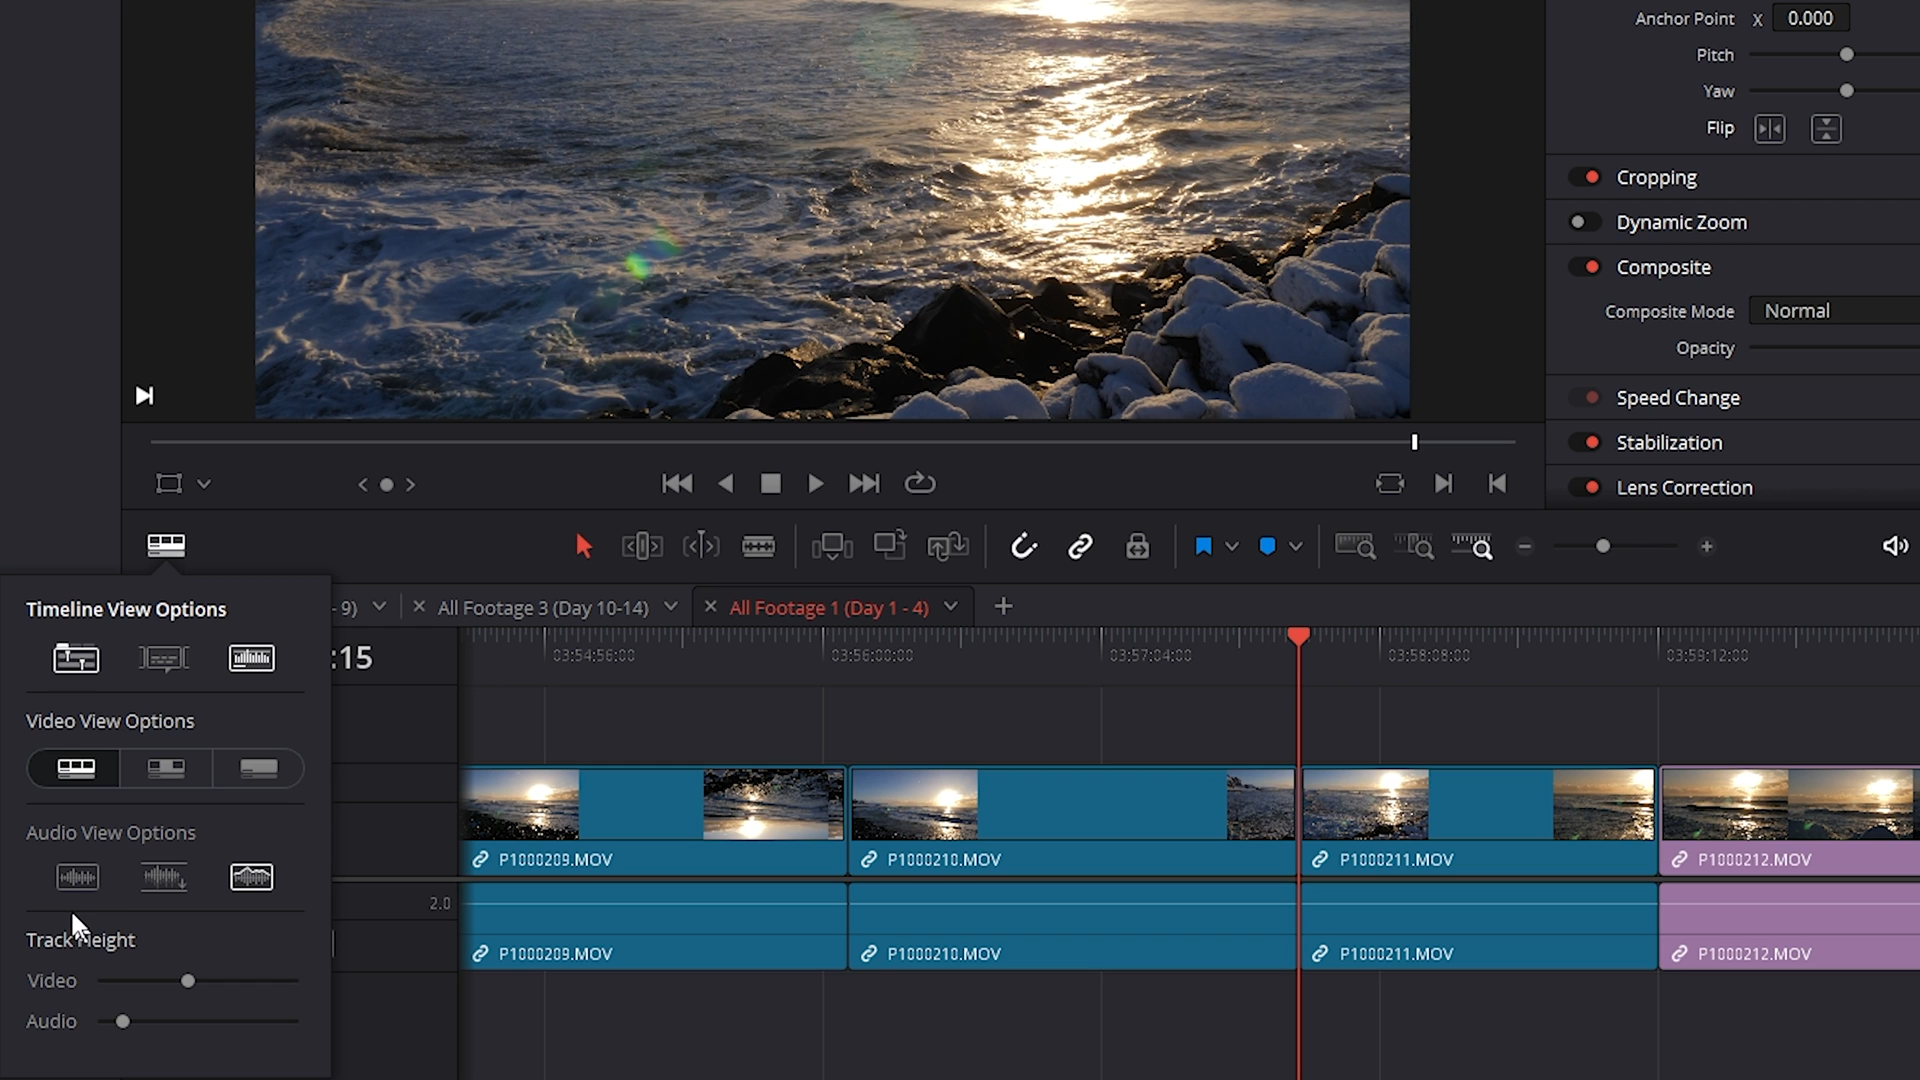 Anchor Point X 0.000
Pitch
Yaw
Flip
Cropping
Dynamic Zoom
Composite
Composite Mode Normal
Opacity
Speed Change
Stabilization
Lens Correction
Timeline View Options
Video View Options
Audio View Options
Track Height
Video
Audio
- 9) All Footage 3 (Day 10-14) All Footage 1 (Day 1 - 4)
:15
03:54:56:00 03:56:00:00 03:57:04:00 03:58:08:00 03:59:12:00
P1000209.MOV P1000210.MOV P1000211.MOV P1000212.MOV
2.0
P1000209.MOV P1000210.MOV P1000211.MOV P1000212.MOV